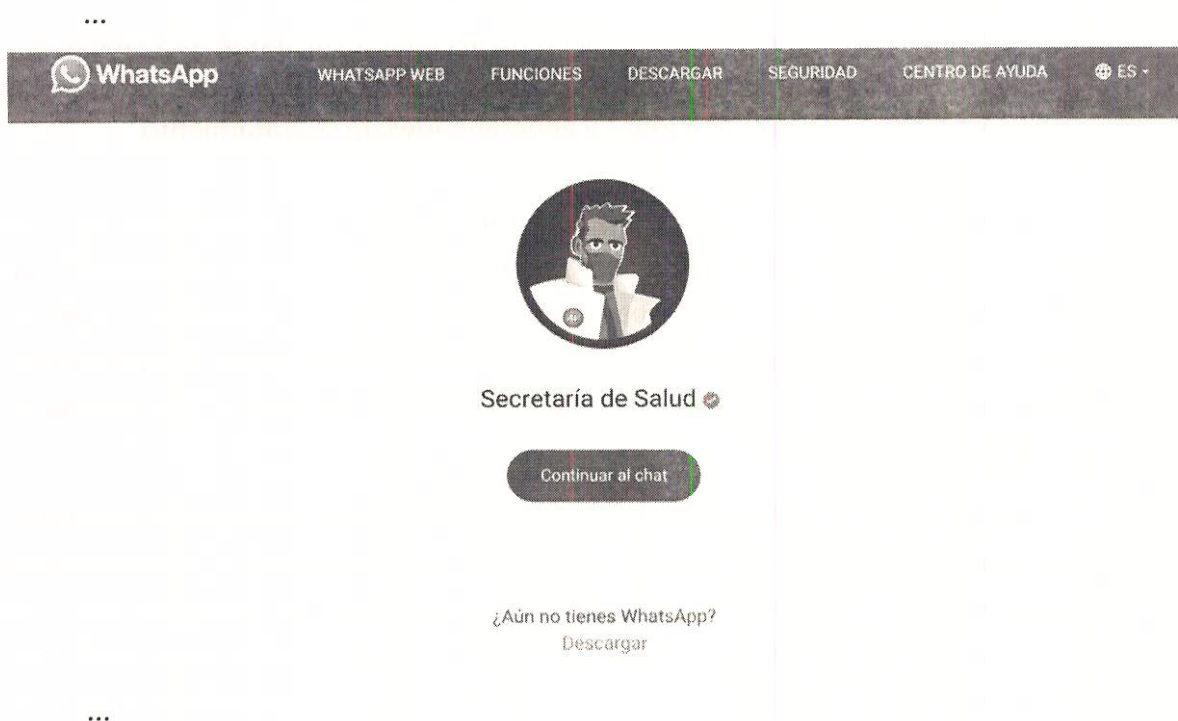 ...
WhatsApp WHATSAPP WEB FUNCIONES DESCARGAR SEGURIDAD CENTRO DE AYUDA ES
Secretaría de Salud
Continuar al chat
¿Aún no tienes WhatsApp?
Descargar
...